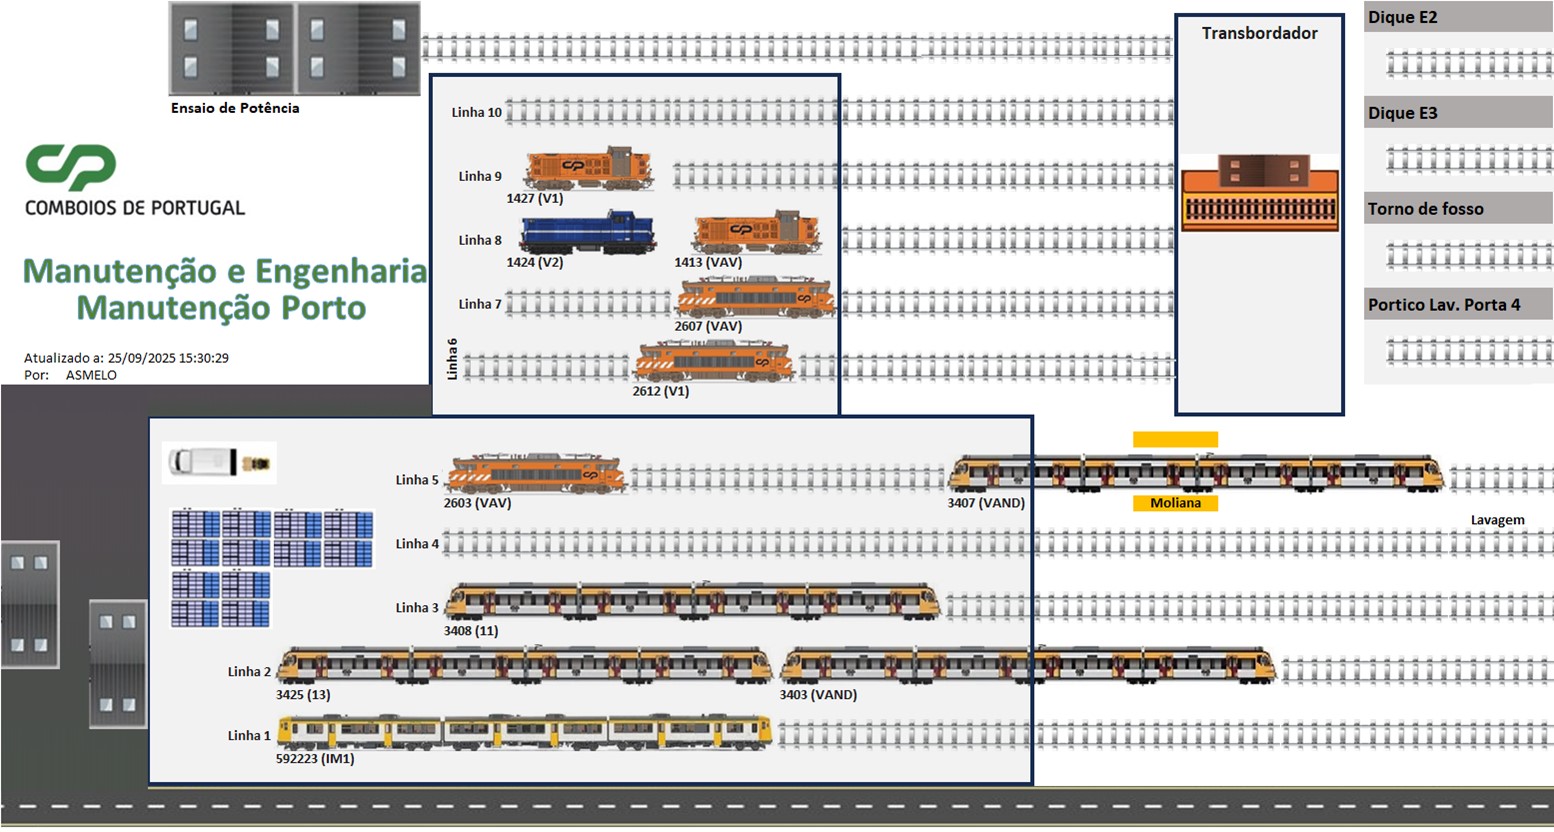 Ensaio de Potência
CP
COMBOIOS DE PORTUGAL
Manutenção e Engenharia
Manutenção Porto
Atualizado a: 25/09/2025 15:30:29
Por: ASMELO
Linha 10
Linha 9
1427 (V1)
Linha 8
1424 (V2)
1413 (VAV)
Linha 7
2607 (VAV)
Linha 6
2612 (V1)
Transbordador
Dique E2
Dique E3
Torno de fosso
Portico Lav. Porta 4
Linha 5
2603 (VAV)
3407 (VAND)
Moliana
Lavagem
Linha 4
Linha 3
3408 (11)
Linha 2
3425 (13)
3403 (VAND)
Linha 1
592223 (IM1)